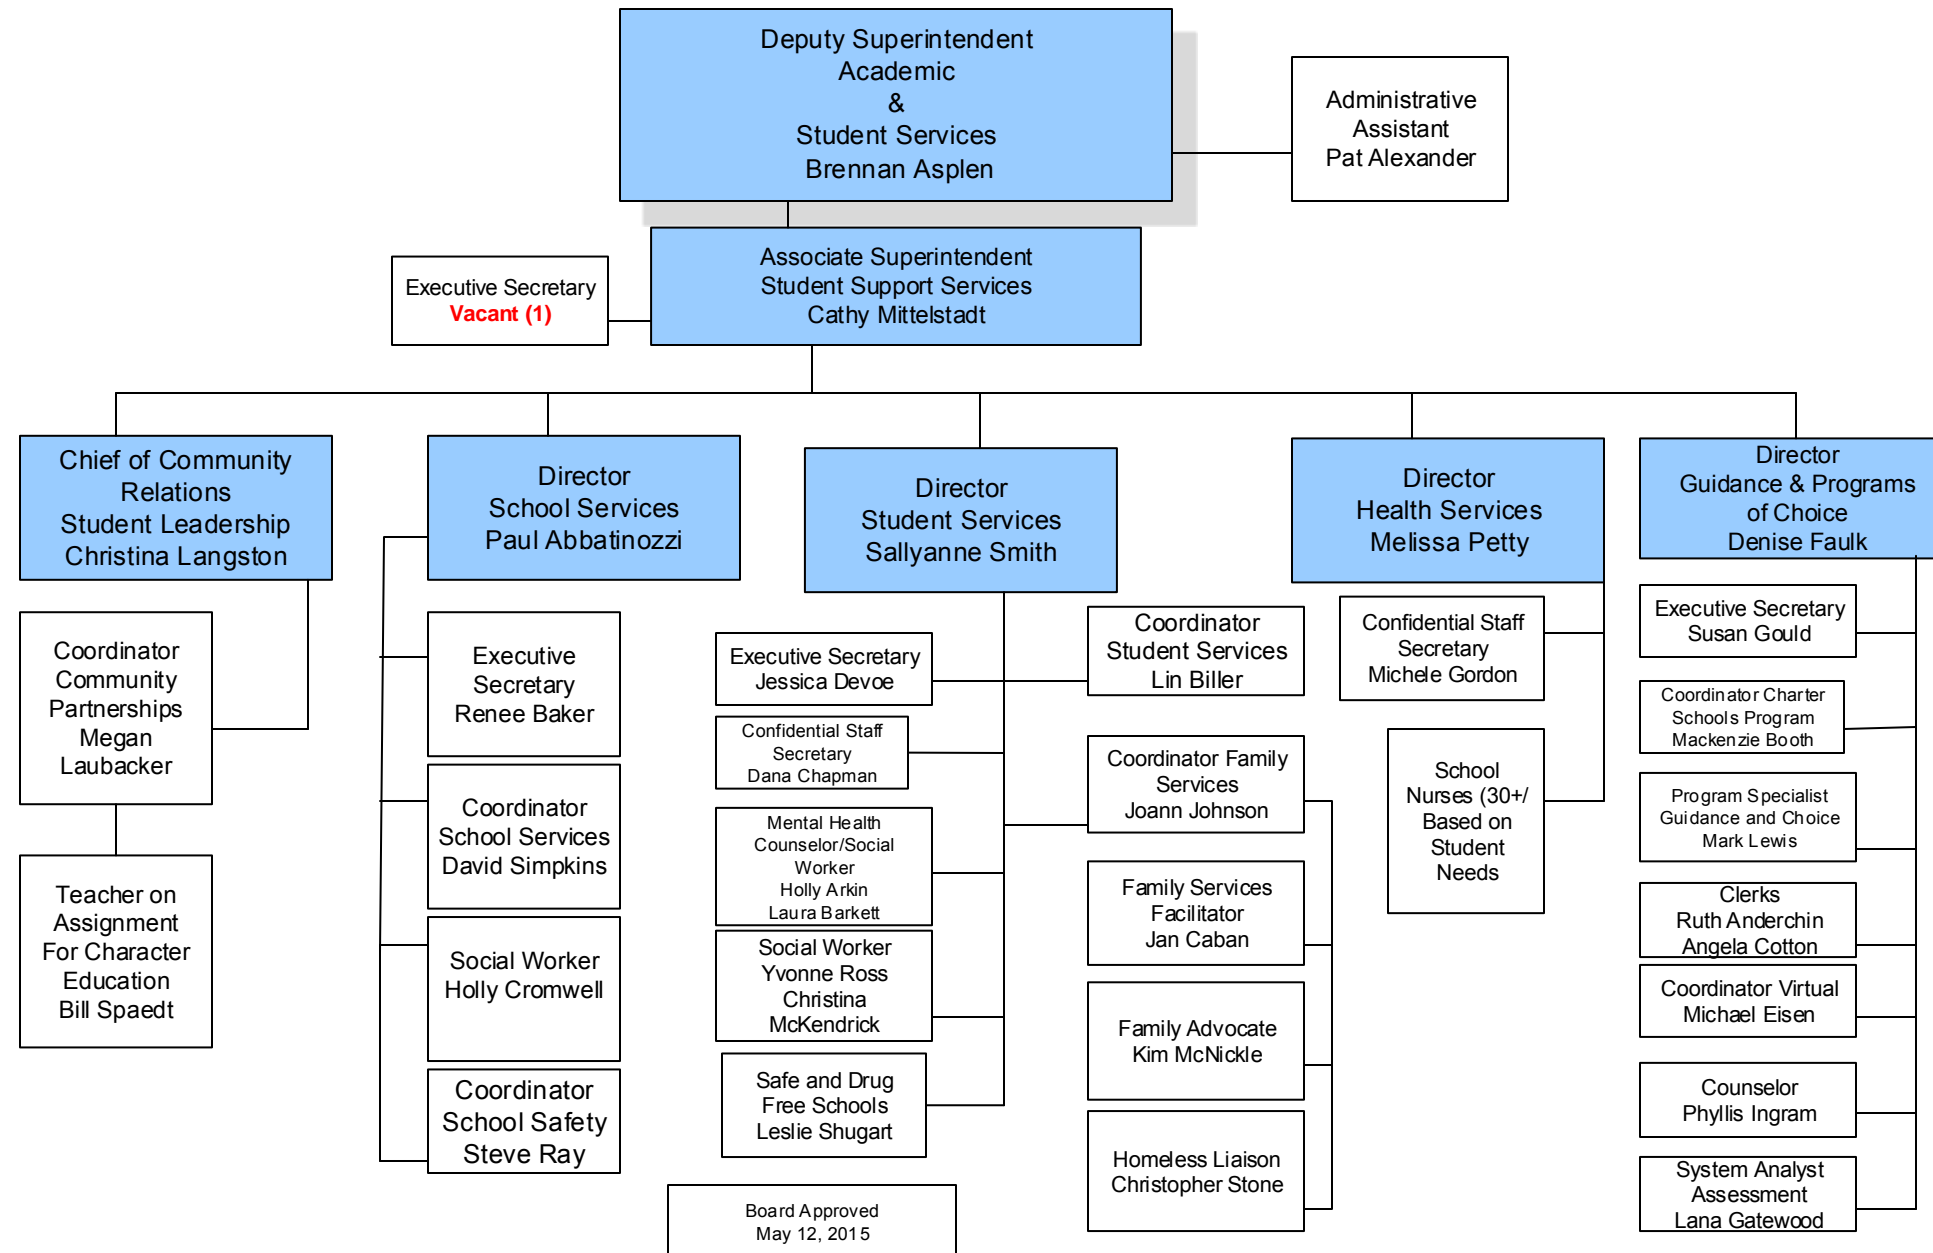 Deputy Superintendent
Academic
&
Student Services
Brennan Asplen
Administrative
Assistant
Pat Alexander
Executive Secretary
Vacant (1)
Associate Superintendent
Student Support Services
Cathy Mittelstadt
Chief of Community
Relations
Student Leadership
Christina Langston
Coordinator
Community
Partnerships
Megan
Laubacker
Teacher on
Assignment
For Character
Education
Bill Spaedt
Director
School Services
Paul Abbatinozzi
Executive
Secretary
Renee Baker
Coordinator
School Services
David Simpkins
Social Worker
Holly Cromwell
Coordinator
School Safety
Steve Ray
Director
Student Services
Sallyanne Smith
Executive Secretary
Jessica Devoe
Confidential Staff
Secretary
Dana Chapman
Mental Health
Counselor/Social
Worker
Holly Arkin
Laura Barkett
Social Worker
Yvonne Ross
Christina
McKendrick
Safe and Drug
Free Schools
Leslie Shugart
Coordinator
Student Services
Lin Biller
Coordinator Family
Services
Joann Johnson
Family Services
Facilitator
Jan Caban
Family Advocate
Kim McNickle
Homeless Liaison
Christopher Stone
Director
Health Services
Melissa Petty
Confidential Staff
Secretary
Michele Gordon
School
Nurses (30+/
Based on
Student
Needs
Director
Guidance & Programs
of Choice
Denise Faulk
Executive Secretary
Susan Gould
Coordinator Charter
Schools Program
Mackenzie Booth
Program Specialist
Guidance and Choice
Mark Lewis
Clerks
Ruth Anderchin
Angela Cotton
Coordinator Virtual
Michael Eisen
Counselor
Phyllis Ingram
System Analyst
Assessment
Lana Gatewood
Board Approved
May 12, 2015